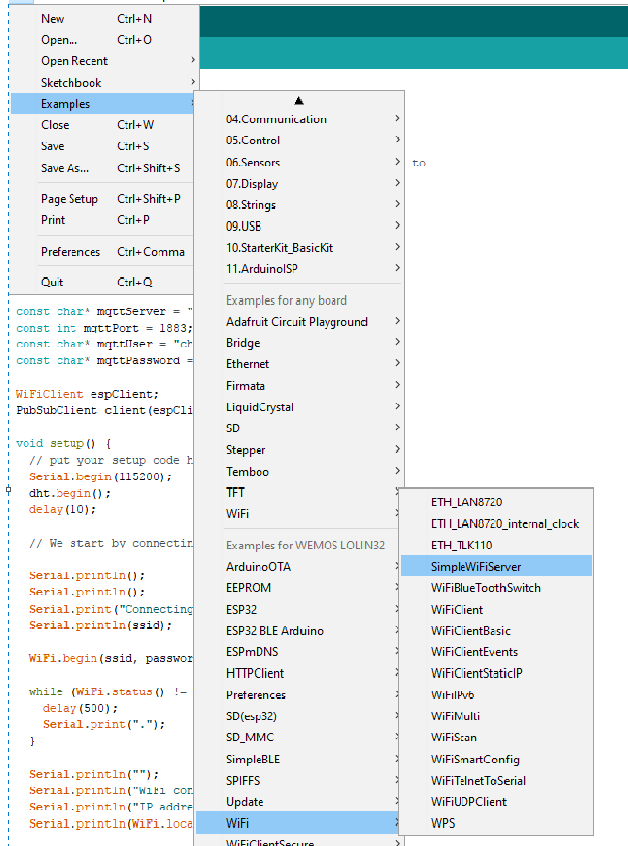 New Ctrl+N
Open... Ctrl+O
Open Recent
Sketchbook
Examples
Close Ctrl+W
Save Ctrl+S
Save As... Ctrl+Shift+S
Page Setup Ctrl+Shift+P
Print Ctrl+P
Preferences Ctrl+Comma
Quit Ctrl+Q
04.Communication
05.Control
06.Sensors
07.Display
08.Strings
09.USB
10.StarterKit_BasicKit
11.ArduinoISP
Examples for any board
Adafruit Circuit Playground
Bridge
Ethernet
Firmata
LiquidCrystal
SD
Stepper
Temboo
TFT
WiFi
Examples for WEMOS LOLIN32
ArduinoOTA
EEPROM
ESP32
ESP32 BLE Arduino
ESPmDNS
HTTPClient
Preferences
SD(esp32)
SD_MMC
SimpleBLE
SPIFFS
Update
WiFi
WiFiClientSecure
ETH_LAN8720
ETH_LAN8720_internal_clock
ETH_TLK110
SimpleWiFiServer
WiFiBlueToothSwitch
WiFiClient
WiFiClientBasic
WiFiClientEvents
WiFiClientStaticIP
WiFiIPv6
WiFiMulti
WiFiScan
WiFiSmartConfig
WiFiTelnetToSerial
WiFiUDPClient
WPS
to
const char* mqttServer = "
const int mqttPort = 1883;
const char* mqttUser = "ch
const char* mqttPassword =
WiFiClient espClient;
PubSubClient client(espCli
void setup() {
// put your setup code h
Serial.begin(115200);
dht.begin();
delay(10);
// We start by connectin
Serial.println();
Serial.println();
Serial.print("Connecting
Serial.println(ssid);
WiFi.begin(ssid, passwor
while (WiFi.status() !=
delay(500);
Serial.print(".");
}
Serial.println("");
Serial.println("WiFi con
Serial.println("IP addre
Serial.println(WiFi.loca